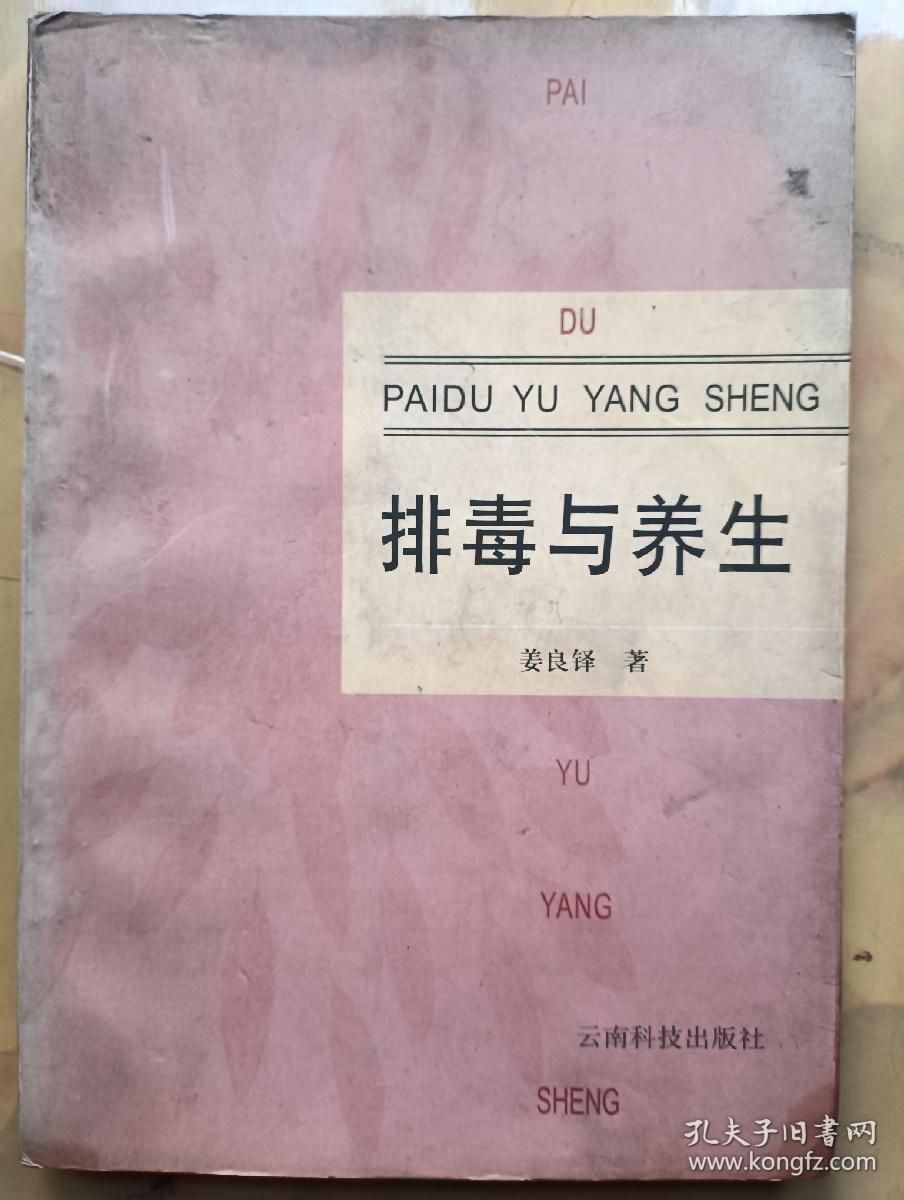 PAI
DU
PAIDU YU YANG SHENG
排毒与养生
姜良铎 著
YU
YANG
云南科技出版社
SHENG
孔夫子旧书网
www.kongfz.com